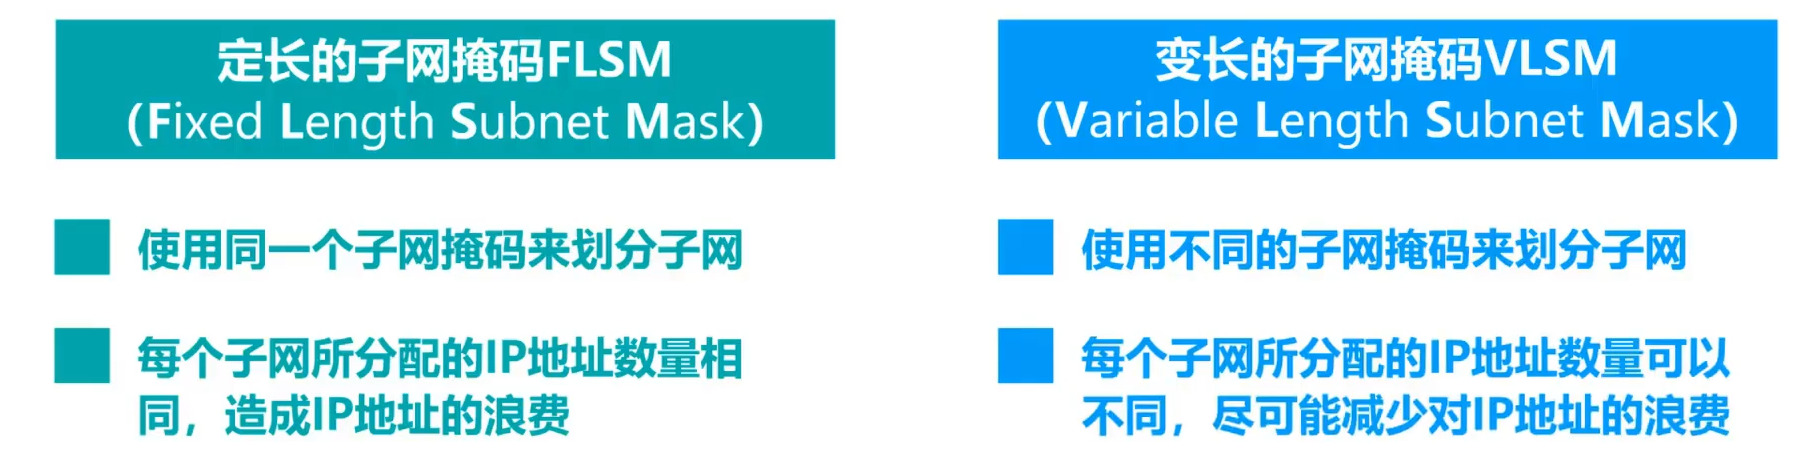 定长的子网掩码FLSM
(Fixed Length Subnet Mask)
使用同一个子网掩码来划分子网
每个子网所分配的IP地址数量相
同，造成IP地址的浪费
变长的子网掩码VLSM
(Variable Length Subnet Mask)
使用不同的子网掩码来划分子网
每个子网所分配的IP地址数量可以
不同，尽可能减少对IP地址的浪费